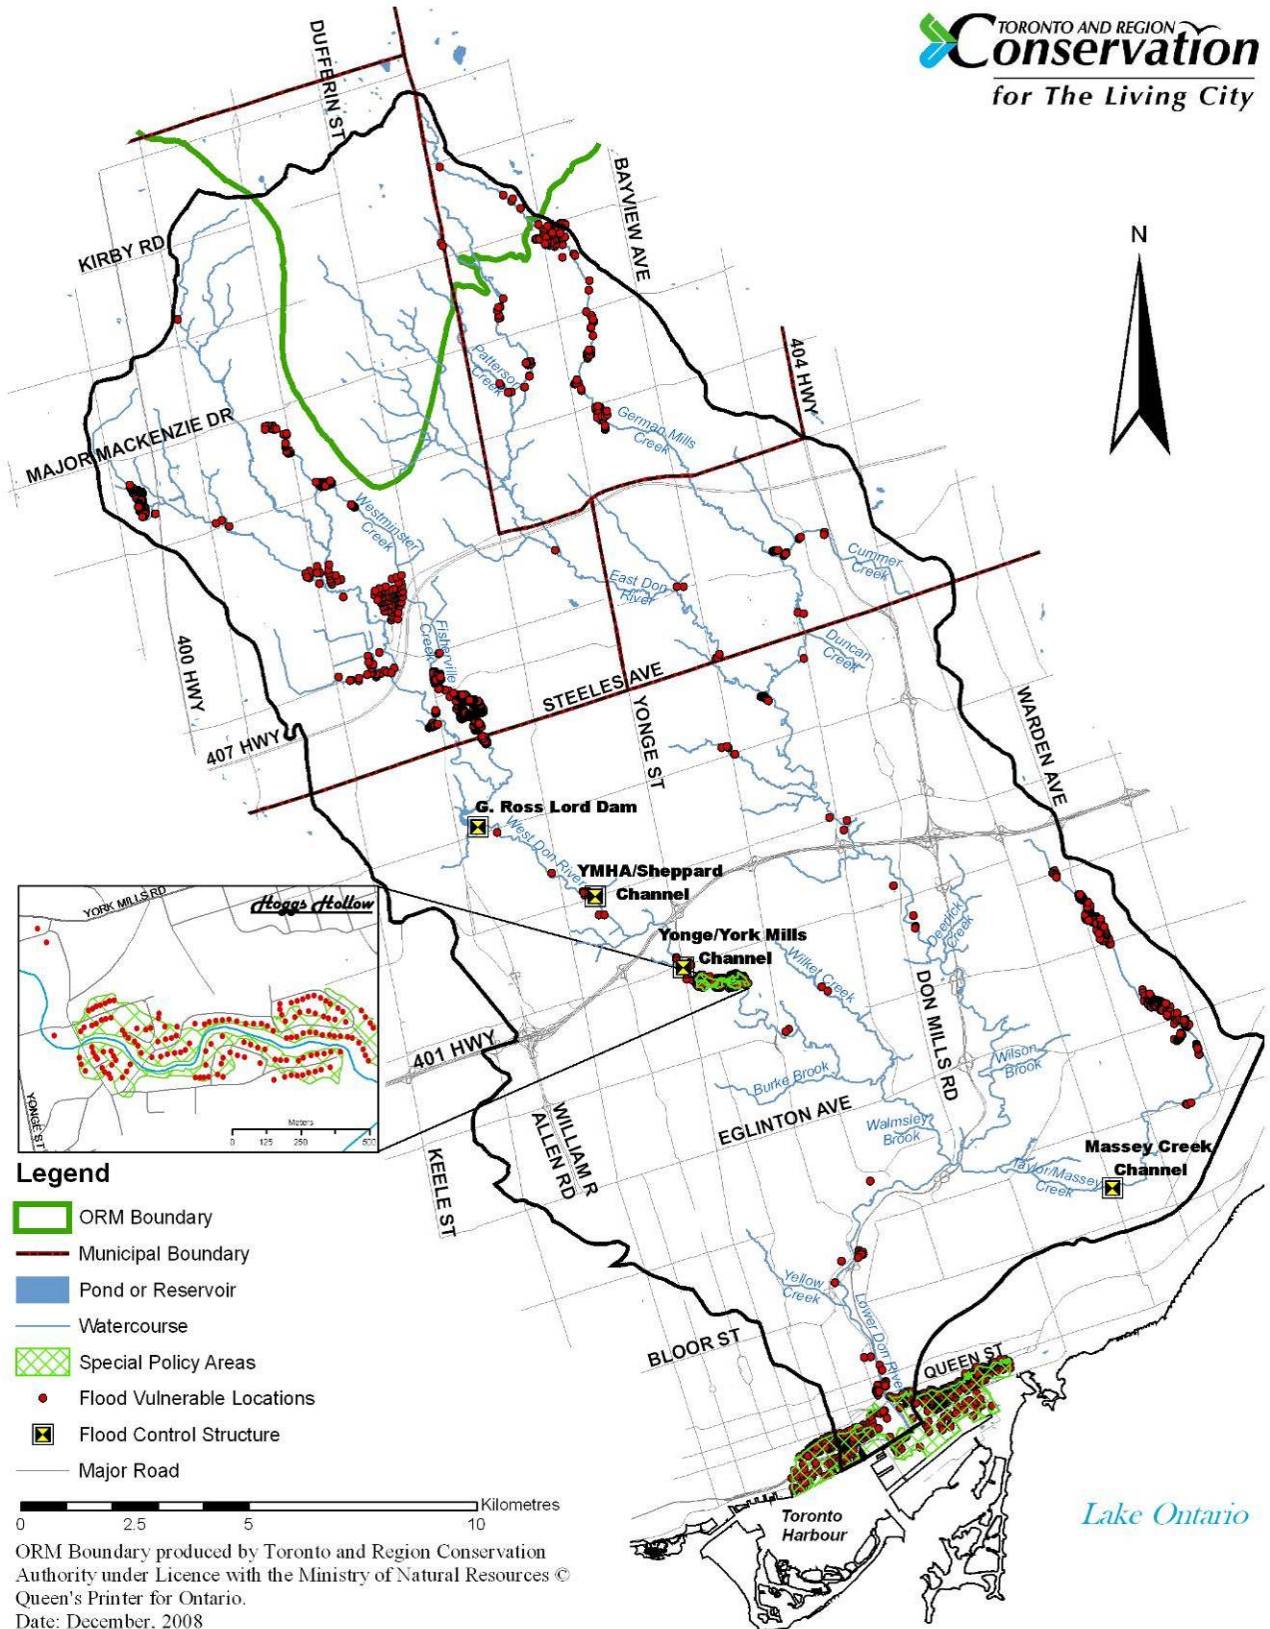 TORONTO AND REGION
Conservation
for The Living City
DUFFERIN ST
BAYVIEW AVE
N
KIRBY RD
404 HWY
Patterson
Creek
MAJOR MACKENZIE DR
German Mills
Creek
Westminster
Creek
Cummer
Creek
East Don
River
Fisherville
Creek
Duncan
Creek
400 HWY
STEELES AVE
YONGE ST
WARDEN AVE
407 HWY
G. Ross Lord Dam
West Don River
YMHA/Sheppard
Channel
YORK MILLS RD
Hoggs Hollow
Yonge/York Mills
Channel
Wilket Creek
Deerlick
Creek
DON MILLS RD
401 HWY
Wilson
Brook
Burke Brook
YONGE ST
Meters
0 125 250 500
EGLINTON AVE
Walmsley
Brook
WILLIAM R
ALLEN RD
KEELE ST
Massey Creek
Channel
Taylor/Massey
Creek
Legend
ORM Boundary
Municipal Boundary
Pond or Reservoir
Watercourse
Special Policy Areas
Flood Vulnerable Locations
Flood Control Structure
Major Road
Yellow
Creek
Lower Don River
BLOOR ST
QUEEN ST
Kilometres
0 2.5 5 10
Toronto
Harbour
Lake Ontario
ORM Boundary produced by Toronto and Region Conservation
Authority under Licence with the Ministry of Natural Resources ©
Queen's Printer for Ontario.
Date: December, 2008